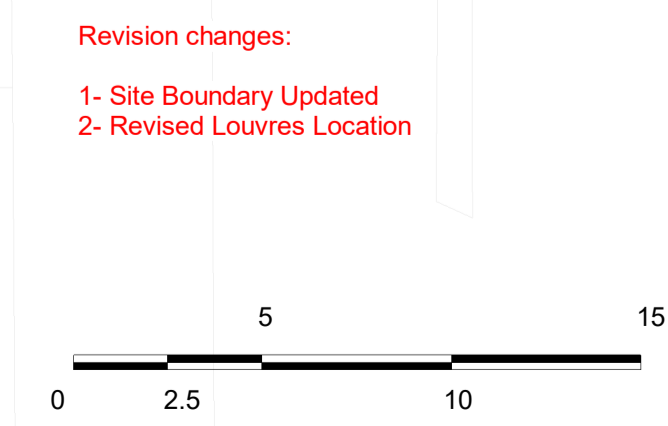 Revision changes:
1- Site Boundary Updated
2- Revised Louvres Location
5 15
0 2.5 10